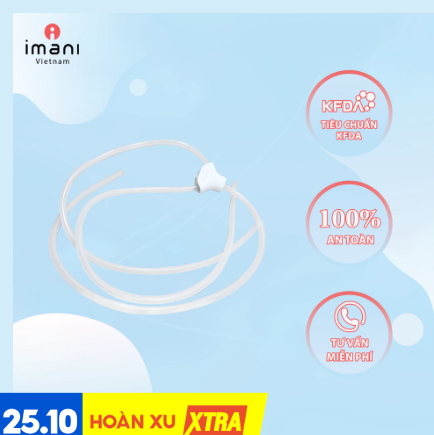 imani
Vietnam
KFDA
TIÊU CHUẨN
KFDA
100%
AN TOÀN
TƯ VẤN
MIỄN PHÍ
25.10 HOÀN XU XTRA